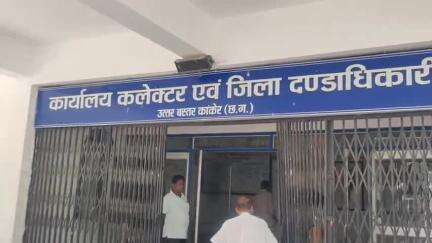 कार्यालय कलेक्टर एवं जिला दण्डाधिकारी
उत्तर बस्तर कांकेर (छ.ग.)